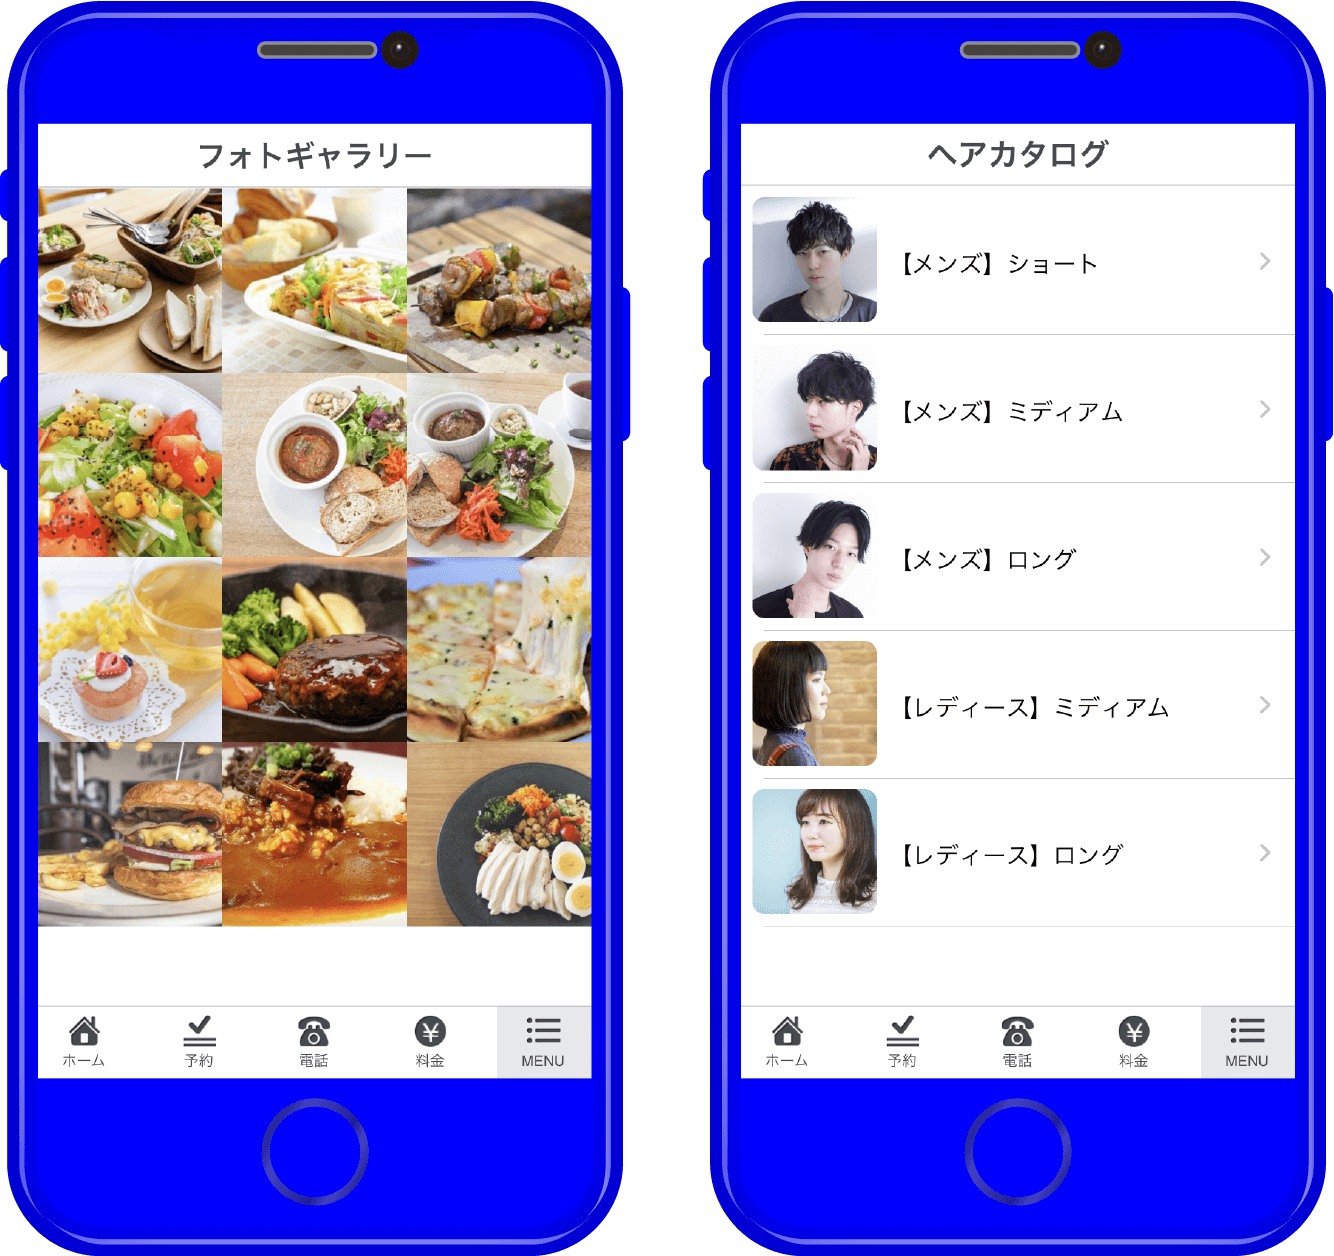 フォトギャラリー
ホーム
予約
電話
料金
MENU
ヘアカタログ
【メンズ】ショート
【メンズ】ミディアム
【メンズ】ロング
【レディース】ミディアム
【レディース】ロング
ホーム
予約
電話
料金
MENU